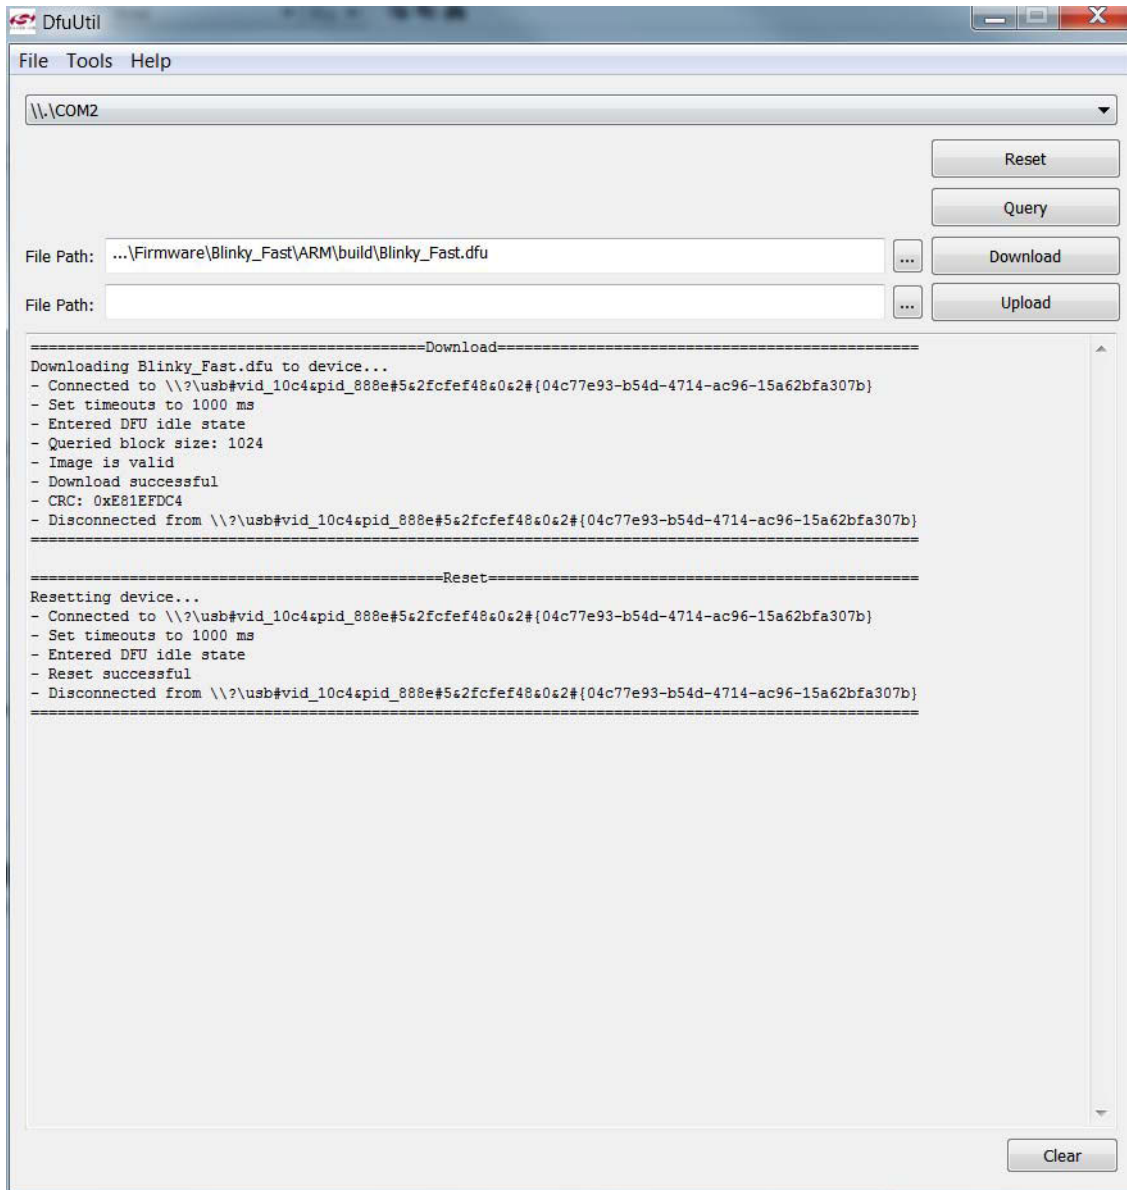 DfuUtil
File Tools Help
\\.\COM2
Reset
Query
File Path: ...\Firmware\Blinky_Fast\ARM\build\Blinky_Fast.dfu ... Download
File Path: ... Upload
============================================Download===============================================
Downloading Blinky_Fast.dfu to device...
- Connected to \\?\usb#vid_10c4&pid_888e#5&2fcfef48&0&2#{04c77e93-b54d-4714-ac96-15a62bfa307b}
- Set timeouts to 1000 ms
- Entered DFU idle state
- Queried block size: 1024
- Image is valid
- Download successful
- CRC: 0xE81EFDC4
- Disconnected from \\?\usb#vid_10c4&pid_888e#5&2fcfef48&0&2#{04c77e93-b54d-4714-ac96-15a62bfa307b}
===================================================================================================
==============================================Reset================================================
Resetting device...
- Connected to \\?\usb#vid_10c4&pid_888e#5&2fcfef48&0&2#{04c77e93-b54d-4714-ac96-15a62bfa307b}
- Set timeouts to 1000 ms
- Entered DFU idle state
- Reset successful
- Disconnected from \\?\usb#vid_10c4&pid_888e#5&2fcfef48&0&2#{04c77e93-b54d-4714-ac96-15a62bfa307b}
===================================================================================================
Clear